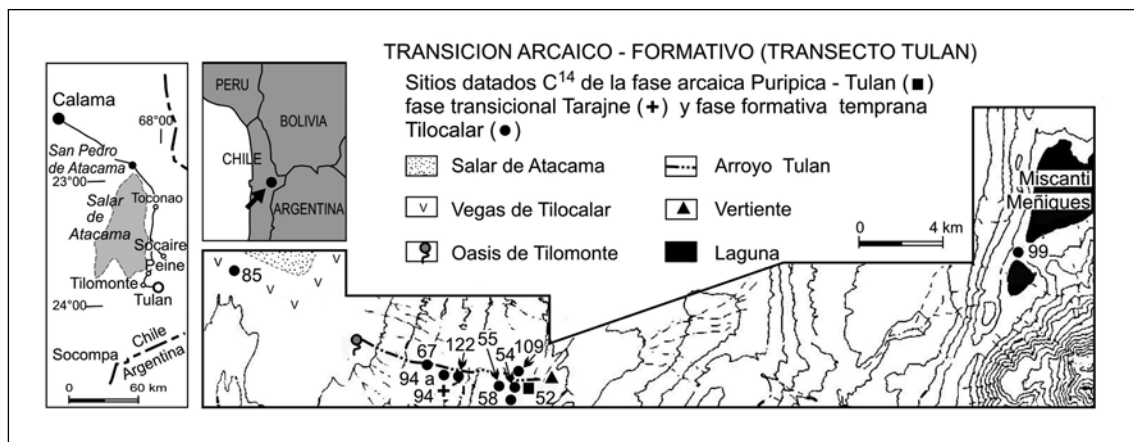 TRANSICION ARCAICO - FORMATIVO (TRANSECTO TULAN)
Sitios datados C14 de la fase arcaica Puripica - Tulan (■)
fase transicional Tarajne (+) y fase formativa temprana
Tilocalar (●)
Salar de Atacama
Arroyo Tulan
V
Vegas de Tilocalar
Vertiente
Oasis de Tilomonte
Laguna
0 4 km
Calama
68°00
San Pedro
de Atacama
23°00
Toconao
Salar
de
Atacama
Socaire
Peine
Tilomonte
Tulan
24°00
Chile
Argentina
Socompa
0 60 km
PERU
BOLIVIA
CHILE
ARGENTINA
Miscanti
Meñiques
99
V
V
85
V
V
V
67
122
55
54
109
94 a
94
58
52